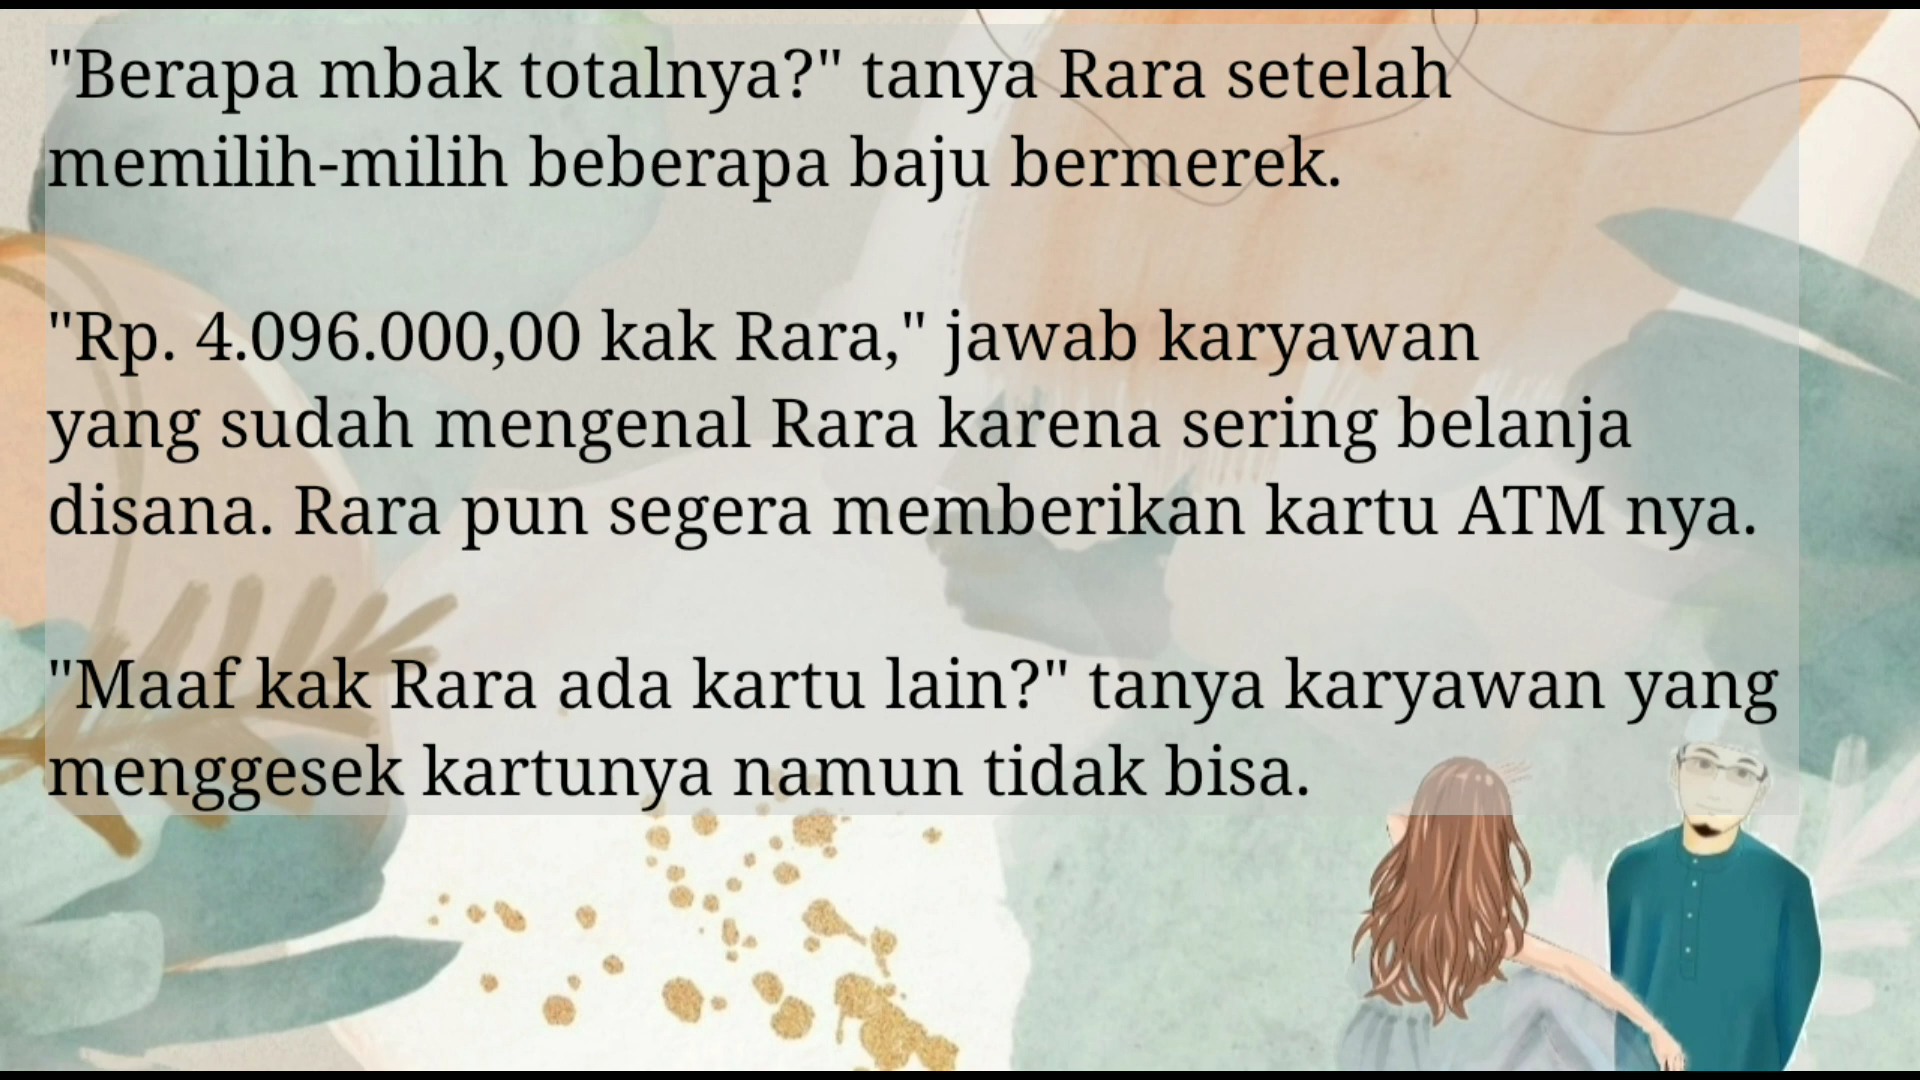 "Berapa mbak totalnya?" tanya Rara setelah
memilih-milih beberapa baju bermerek.
"Rp. 4.096.000,00 kak Rara," jawab karyawan
yang sudah mengenal Rara karena sering belanja
disana. Rara pun segera memberikan kartu ATM nya.
"Maaf kak Rara ada kartu lain?" tanya karyawan yang
menggesek kartunya namun tidak bisa.